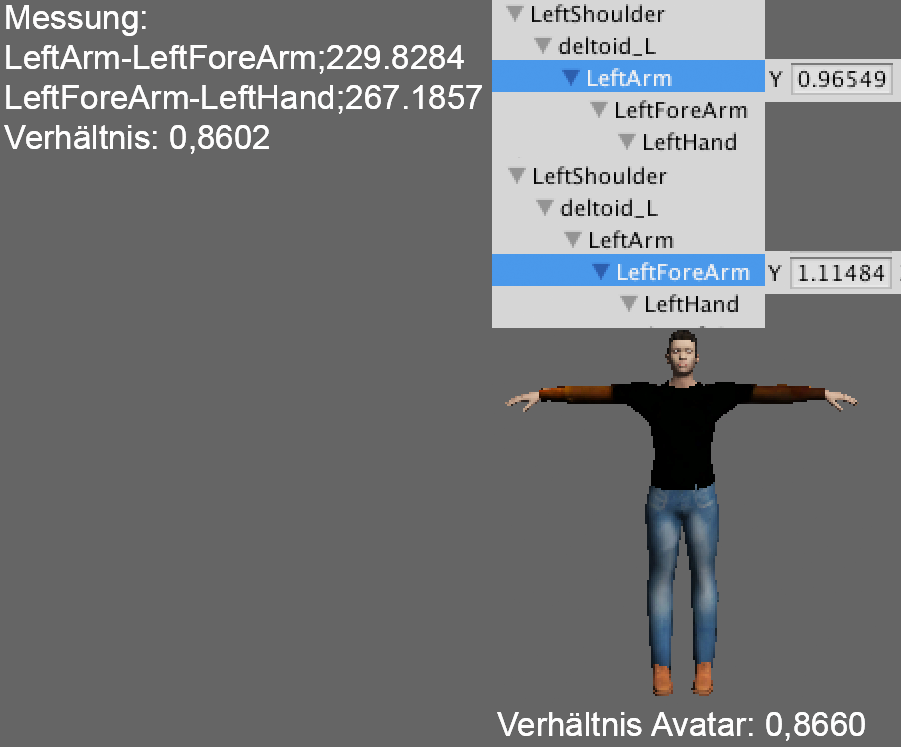 Messung:
LeftArm-LeftForeArm;229.8284
LeftForeArm-LeftHand;267.1857
Verhältnis: 0,8602
LeftShoulder
deltoid_L
LeftArm Y 0.96549
LeftForeArm
LeftHand
LeftShoulder
deltoid_L
LeftArm
LeftForeArm Y 1.11484
LeftHand
Verhältnis Avatar: 0,8660